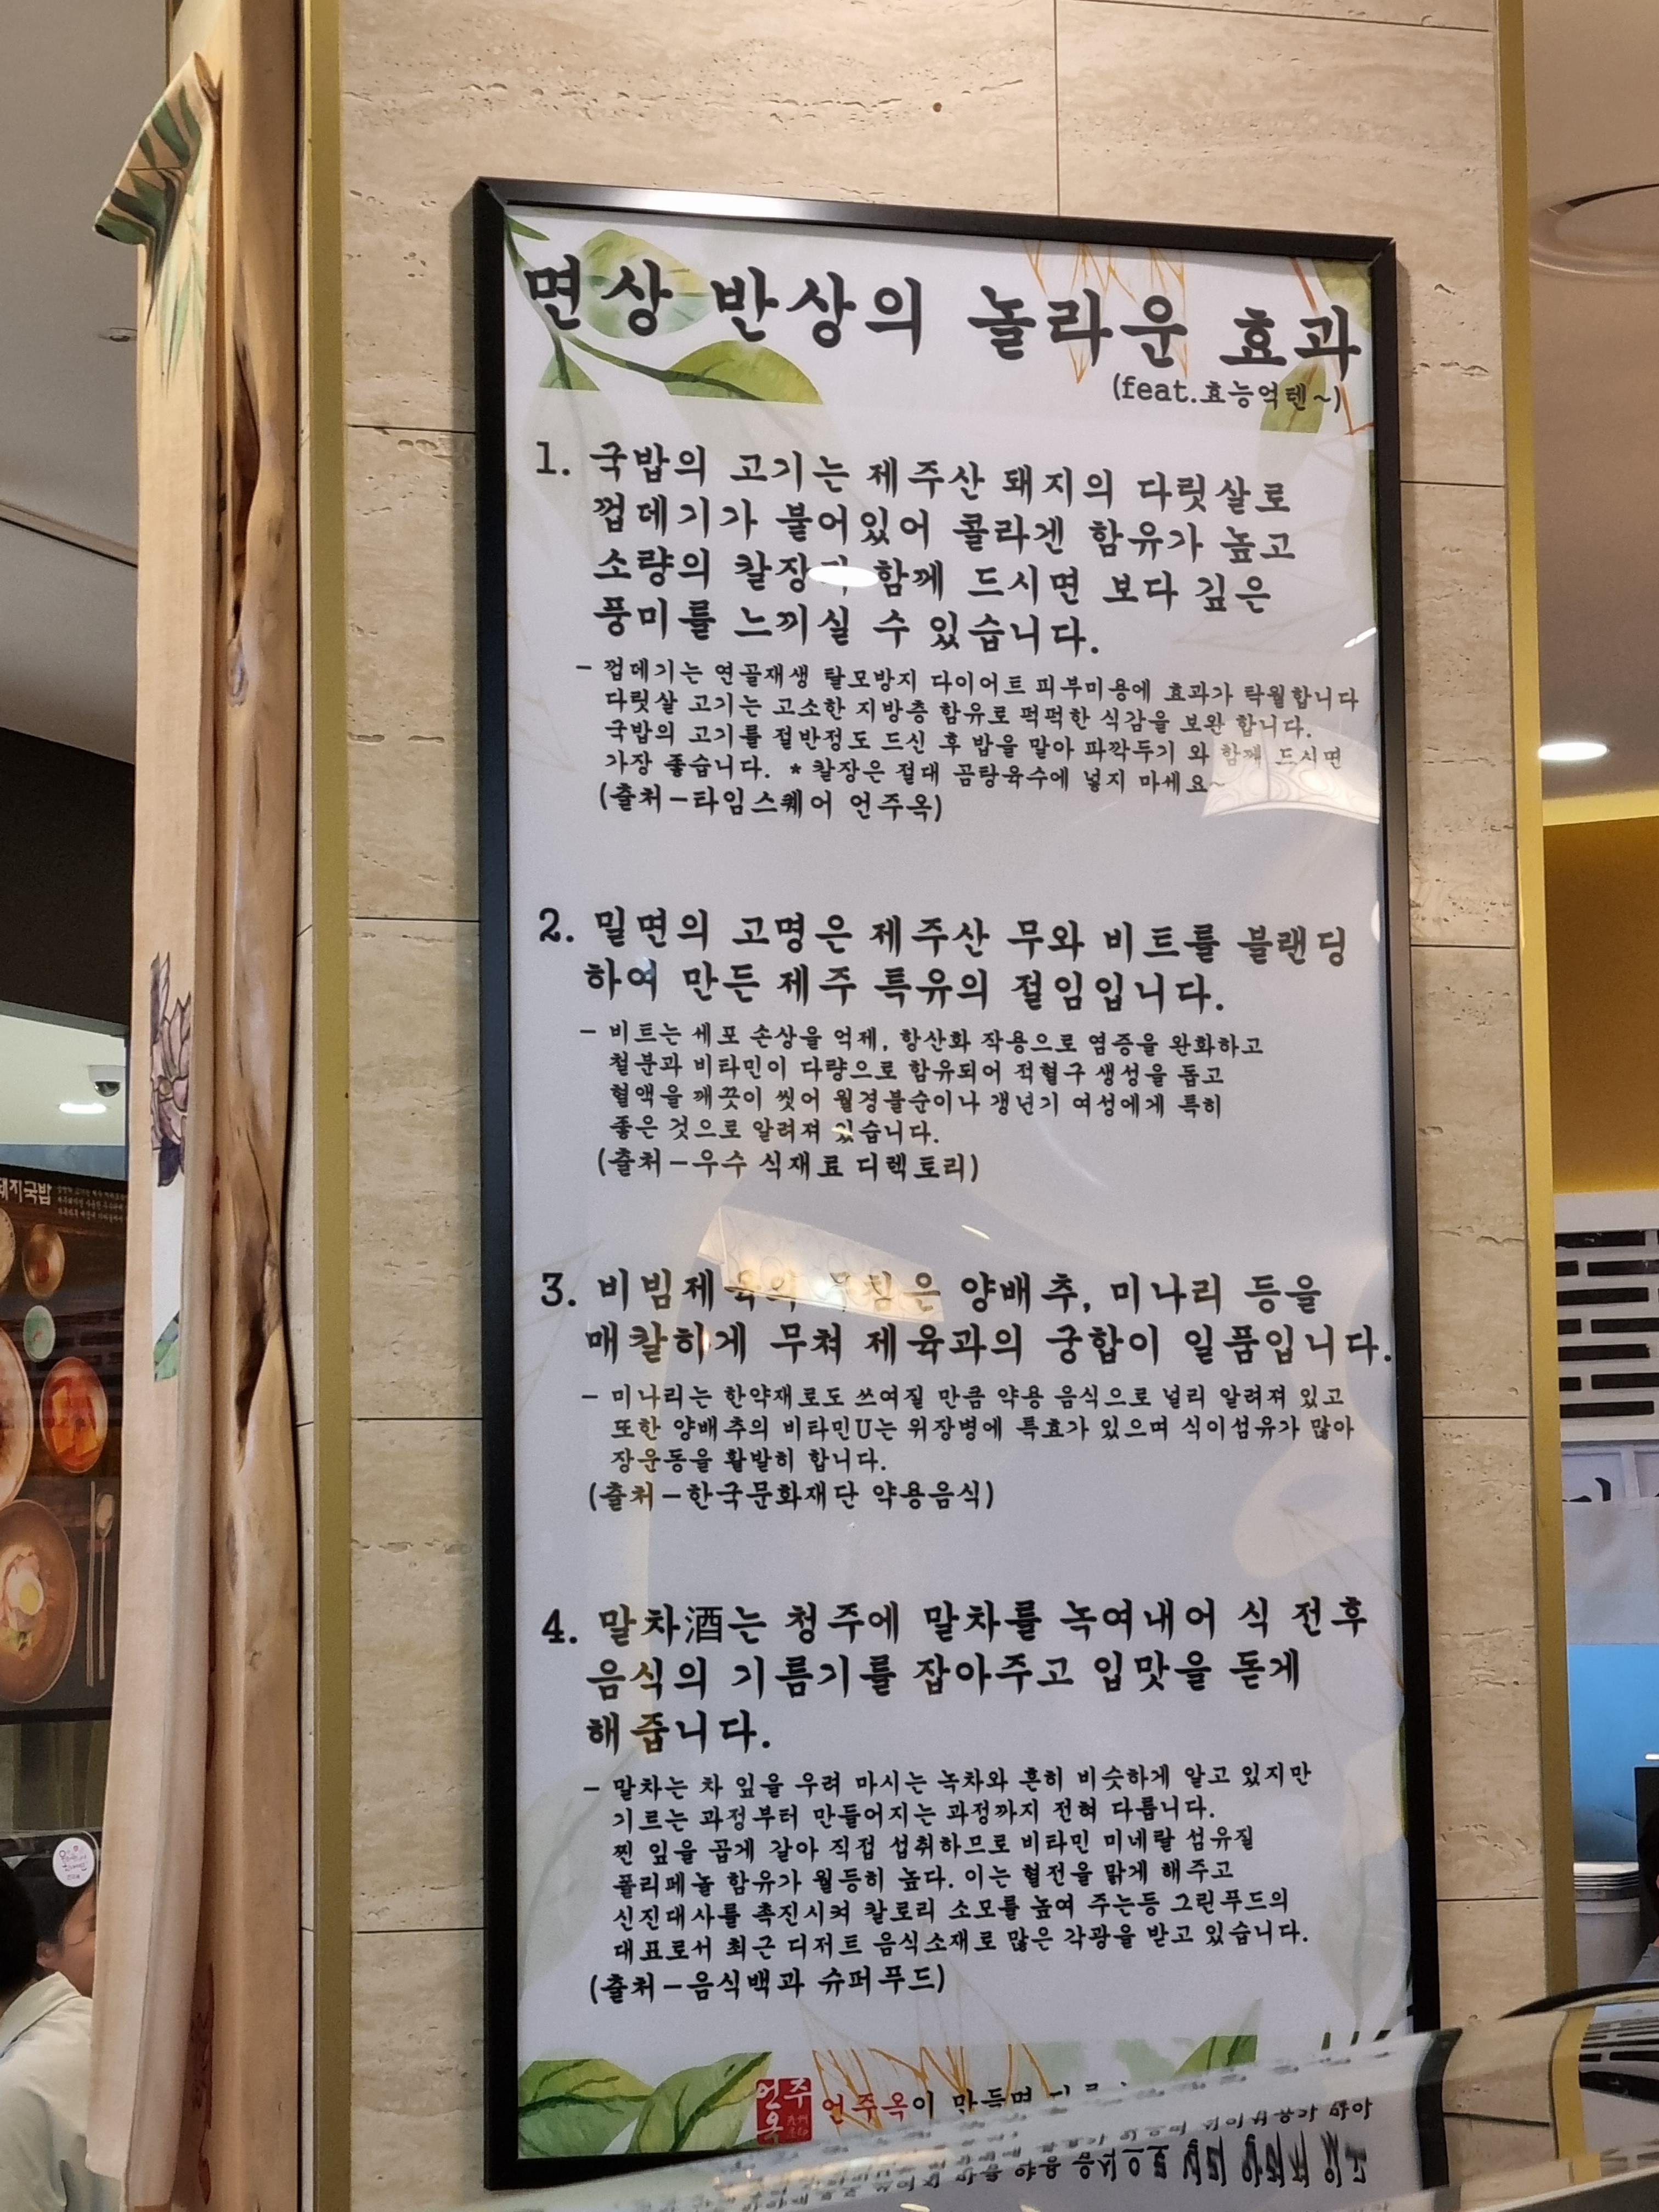 면상 반상의 놀라운 효과
(feat.효능억텐~)
1. 국밥의 고기는 제주산 돼지의 다릿살로
껍데기가 붙어있어 콜라겐 함유가 높고
소량의 칼장과 함께 드시면 보다 깊은
풍미를 느끼실 수 있습니다.
- 껍데기는 연골재생 탈모방지 다이어트 피부미용에 효과가 탁월합니다
다릿살 고기는 고소한 지방층 함유로 퍽퍽한 식감을 보완 합니다.
국밥의 고기를 절반정도 드신 후 밥을 말아 파깍두기 와 함께 드시면
가장 좋습니다. * 칼장은 절대 곰탕육수에 넣지 마세요~
(출처-타임스퀘어 언주옥)
2. 밀면의 고명은 제주산 무와 비트를 블랜딩
하여 만든 제주 특유의 절임입니다.
- 비트는 세포 손상을 억제, 항산화 작용으로 염증을 완화하고
철분과 비타민이 다량으로 함유되어 적혈구 생성을 돕고
혈액을 깨끗이 씻어 월경불순이나 갱년기 여성에게 특히
좋은 것으로 알려져 있습니다.
(출처-우수 식재료 디렉토리)
3. 비빔제육의 무침은 양배추, 미나리 등을
매칼히게 무쳐 제육과의 궁합이 일품입니다.
- 미나리는 한약재로도 쓰여질 만큼 약용 음식으로 널리 알려져 있고
또한 양배추의 비타민U는 위장병에 특효가 있으며 식이섬유가 많아
장운동을 활발히 합니다.
(출처-한국문화재단 약용음식)
4. 말차酒는 청주에 말차를 녹여내어 식 전후
음식의 기름기를 잡아주고 입맛을 돋게
해 줍니다.
- 말차는 차 잎을 우려 마시는 녹차와 흔히 비슷하게 알고 있지만
기르는 과정부터 만들어지는 과정까지 전혀 다릅니다.
찐 잎을 곱게 갈아 직접 섭취하므로 비타민 미네랄 섬유질
폴리페놀 함유가 월등히 높다. 이는 혈전을 맑게 해주고
신진대사를 촉진시켜 칼로리 소모를 높여 주는등 그린푸드의
대표로서 최근 디저트 음식소재로 많은 각광을 받고 있습니다.
(출처-음식백과 슈퍼푸드)
언주옥 언주옥이 만들면
돼지국밥